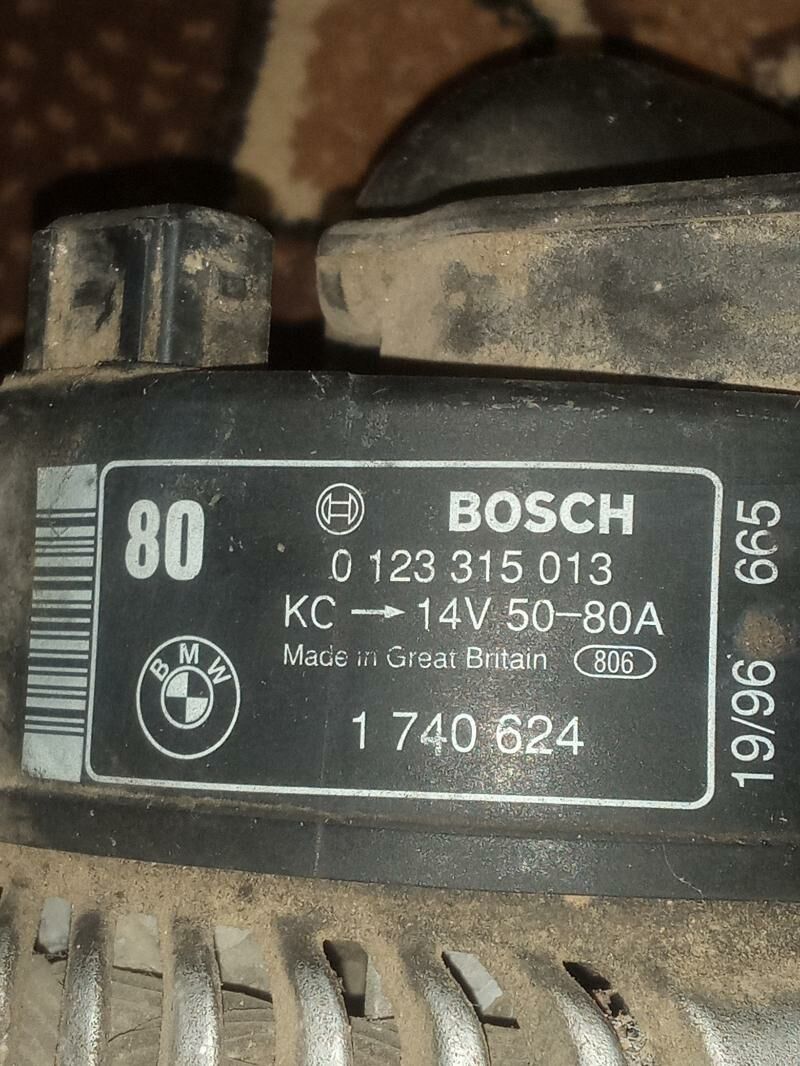 80
BOSCH
0 123 315 013
KC → 14V 50–80A
Made in Great Britain 806
BMW
1 740 624
19/96 665